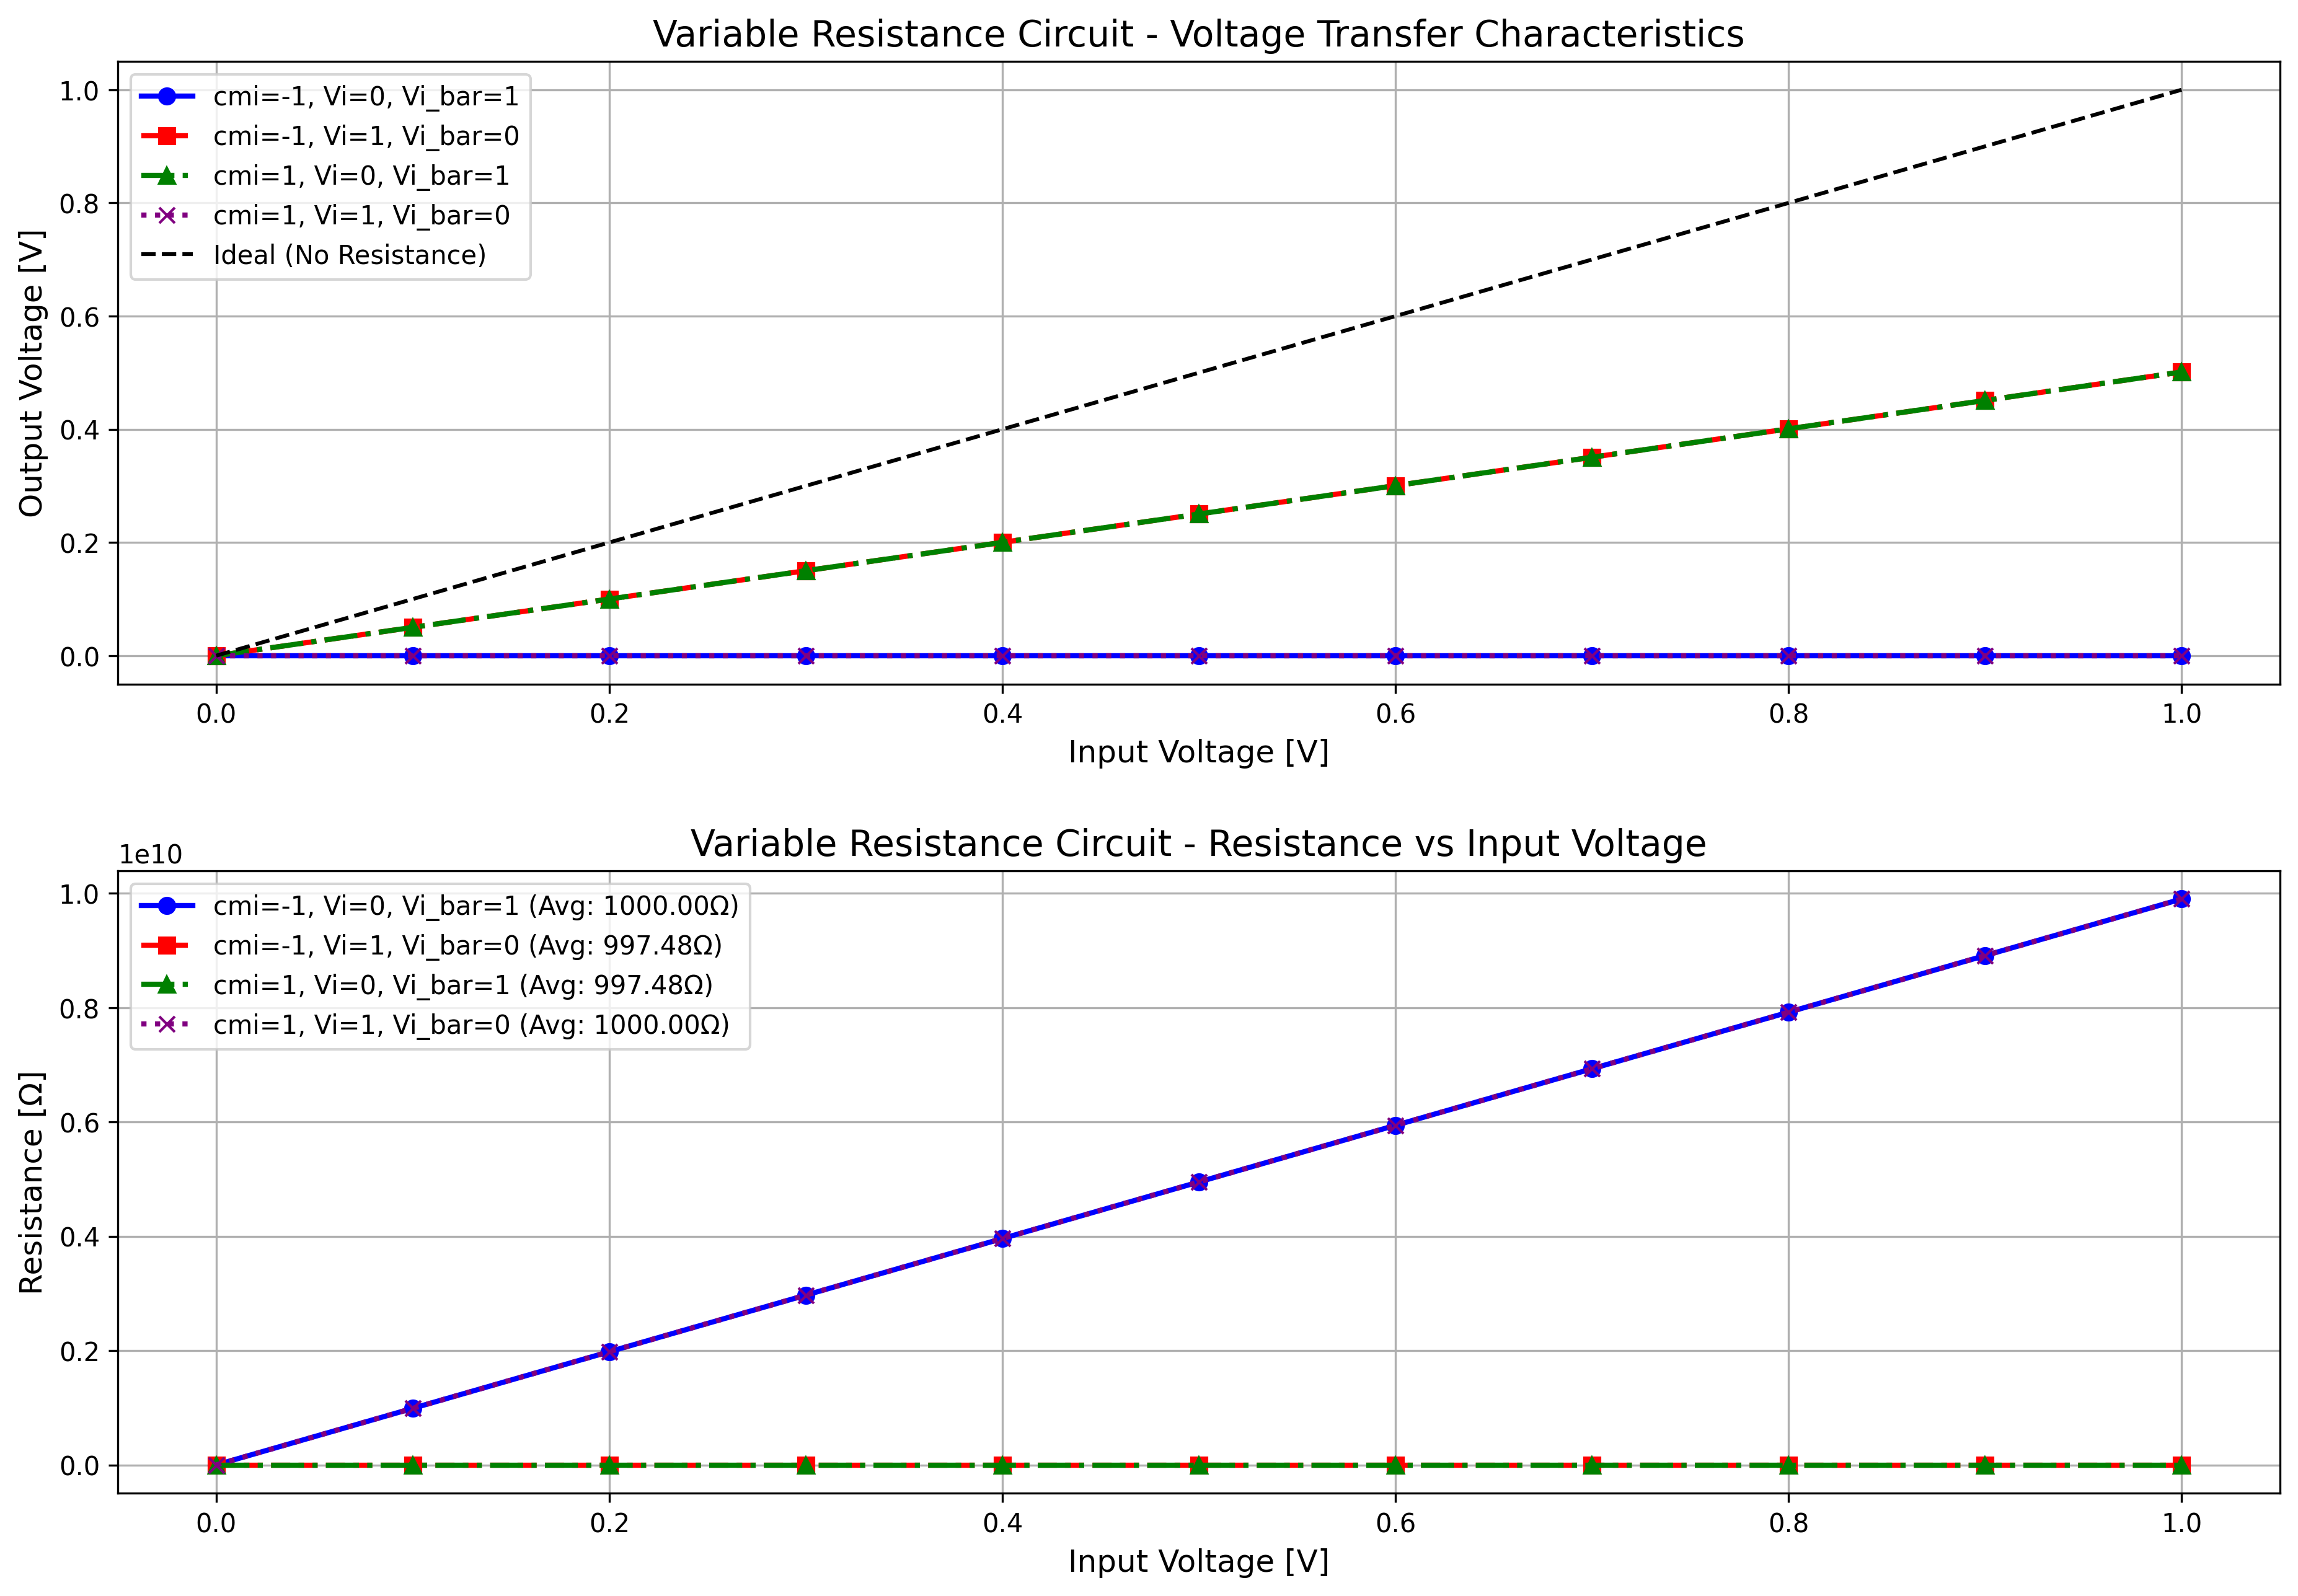 Variable Resistance Circuit - Voltage Transfer Characteristics
cmi=-1, Vi=0, Vi_bar=1
cmi=-1, Vi=1, Vi_bar=0
cmi=1, Vi=0, Vi_bar=1
cmi=1, Vi=1, Vi_bar=0
Ideal (No Resistance)
Output Voltage [V]
1.0
0.8
0.6
0.4
0.2
0.0
0.0 0.2 0.4 0.6 0.8 1.0
Input Voltage [V]
Variable Resistance Circuit - Resistance vs Input Voltage
1e10
cmi=-1, Vi=0, Vi_bar=1 (Avg: 1000.00Ω)
cmi=-1, Vi=1, Vi_bar=0 (Avg: 997.48Ω)
cmi=1, Vi=0, Vi_bar=1 (Avg: 997.48Ω)
cmi=1, Vi=1, Vi_bar=0 (Avg: 1000.00Ω)
Resistance [Ω]
1.0
0.8
0.6
0.4
0.2
0.0
0.0 0.2 0.4 0.6 0.8 1.0
Input Voltage [V]